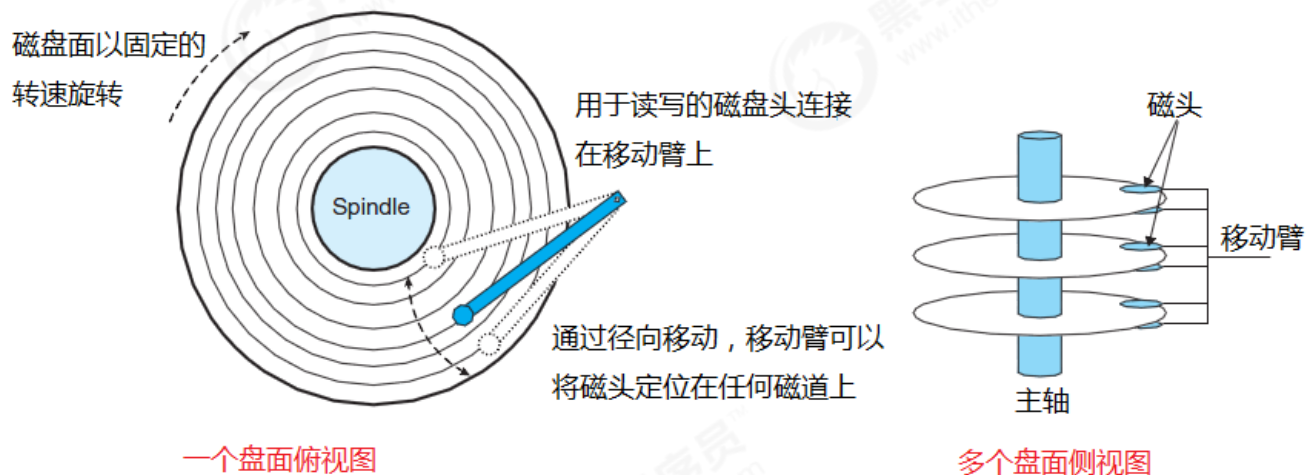 磁盘面以固定的
转速旋转
Spindle
用于读写的磁盘头连接
在移动臂上
通过径向移动，移动臂可以
将磁头定位在任何磁道上
一个盘面俯视图
磁头
移动臂
主轴
多个盘面侧视图